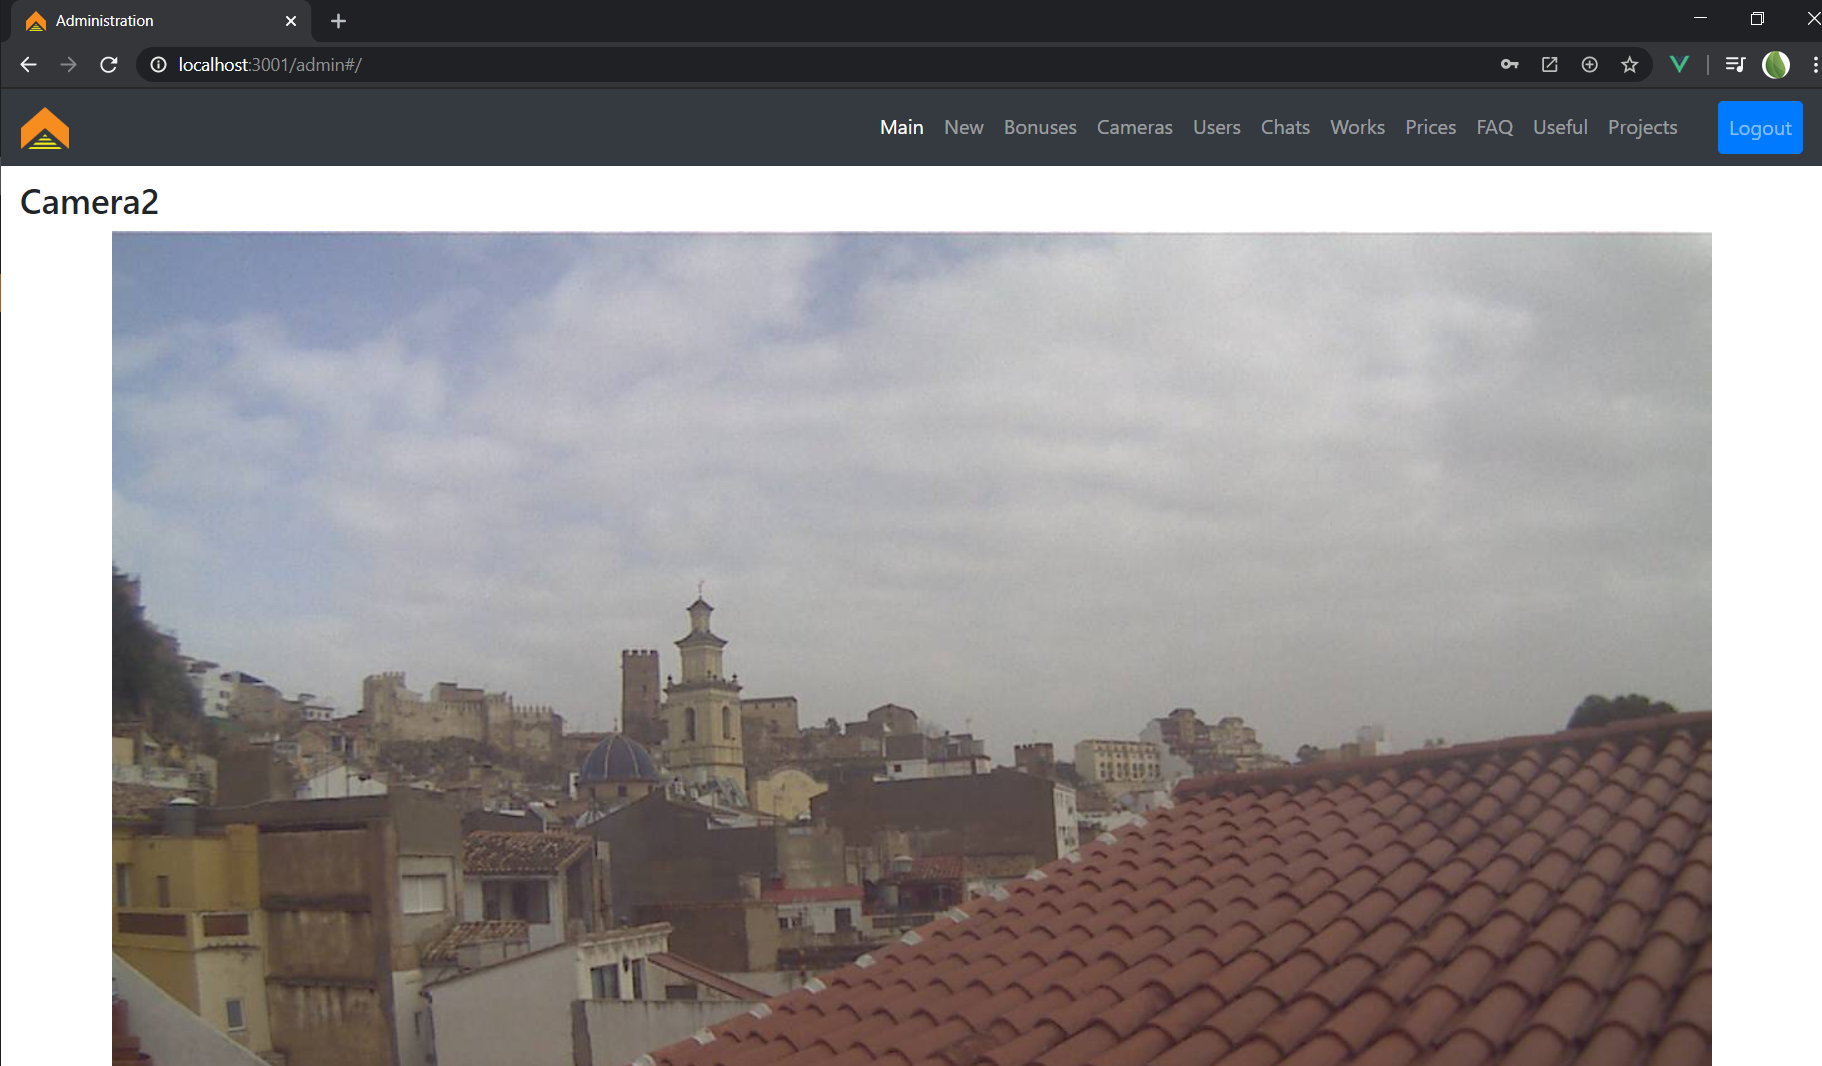 Administration
localhost:3001/admin#/
Main New Bonuses Cameras Users Chats Works Prices FAQ Useful Projects Logout
Camera2